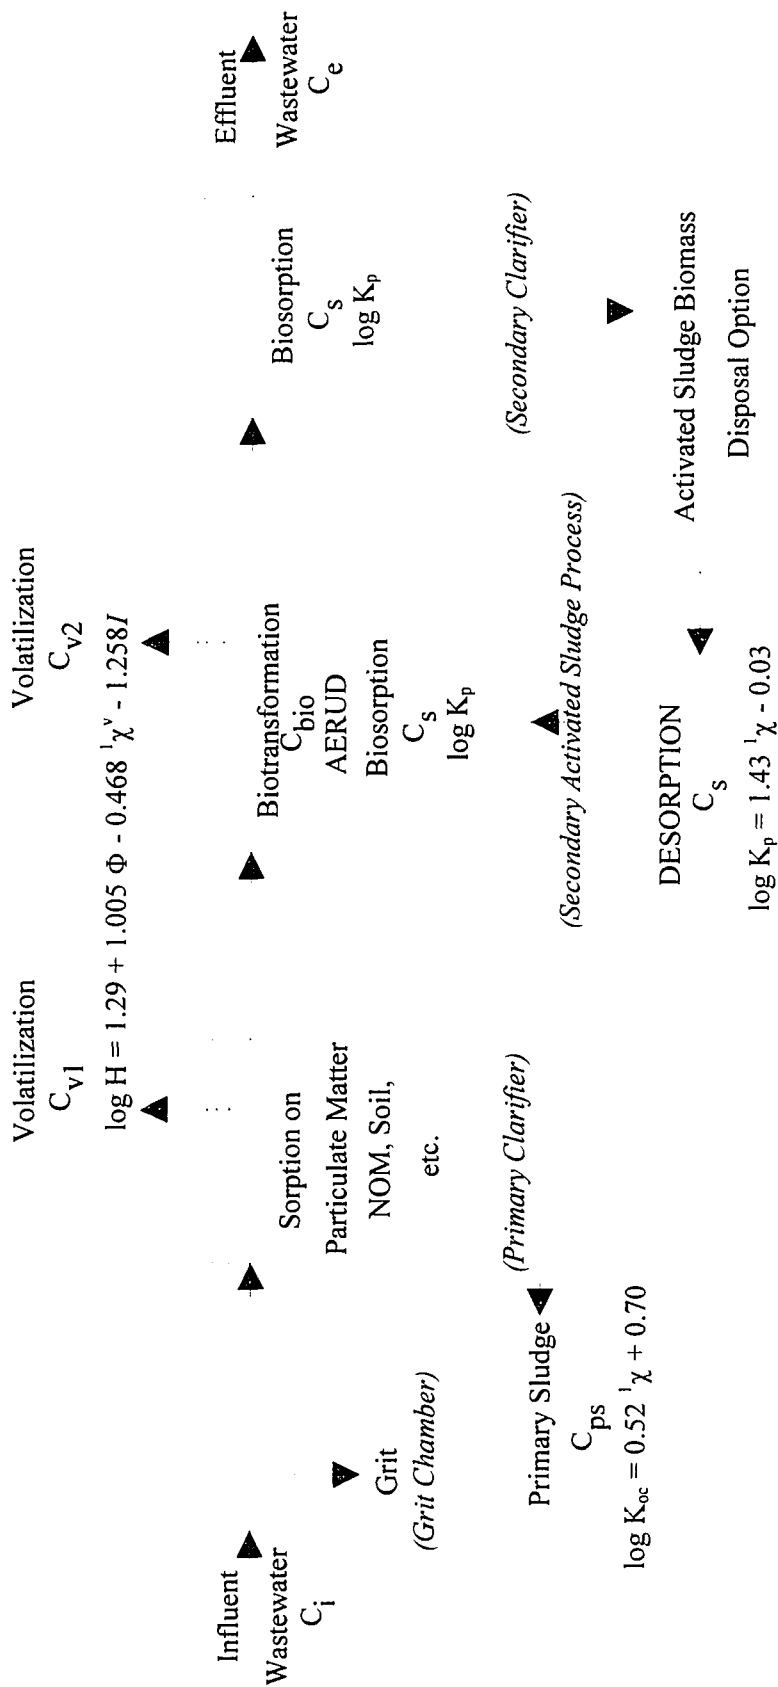 Influent
Wastewater
C_i
Grit
(Grit Chamber)
Primary Sludge
C_ps
log K_oc = 0.52 ¹χ + 0.70
Volatilization
C_v1
Sorption on
Particulate Matter
NOM, Soil,
etc.
(Primary Clarifier)
log H = 1.29 + 1.005 Φ - 0.468 ¹χᵛ - 1.258I
Volatilization
C_v2
Biotransformation
C_bio
AERUD
Biosorption
C_s
log K_p
(Secondary Activated Sludge Process)
DESORPTION
C_s
log K_p = 1.43 ¹χ - 0.03
Biosorption
C_s
log K_p
(Secondary Clarifier)
Activated Sludge Biomass
Disposal Option
Effluent
Wastewater
C_e